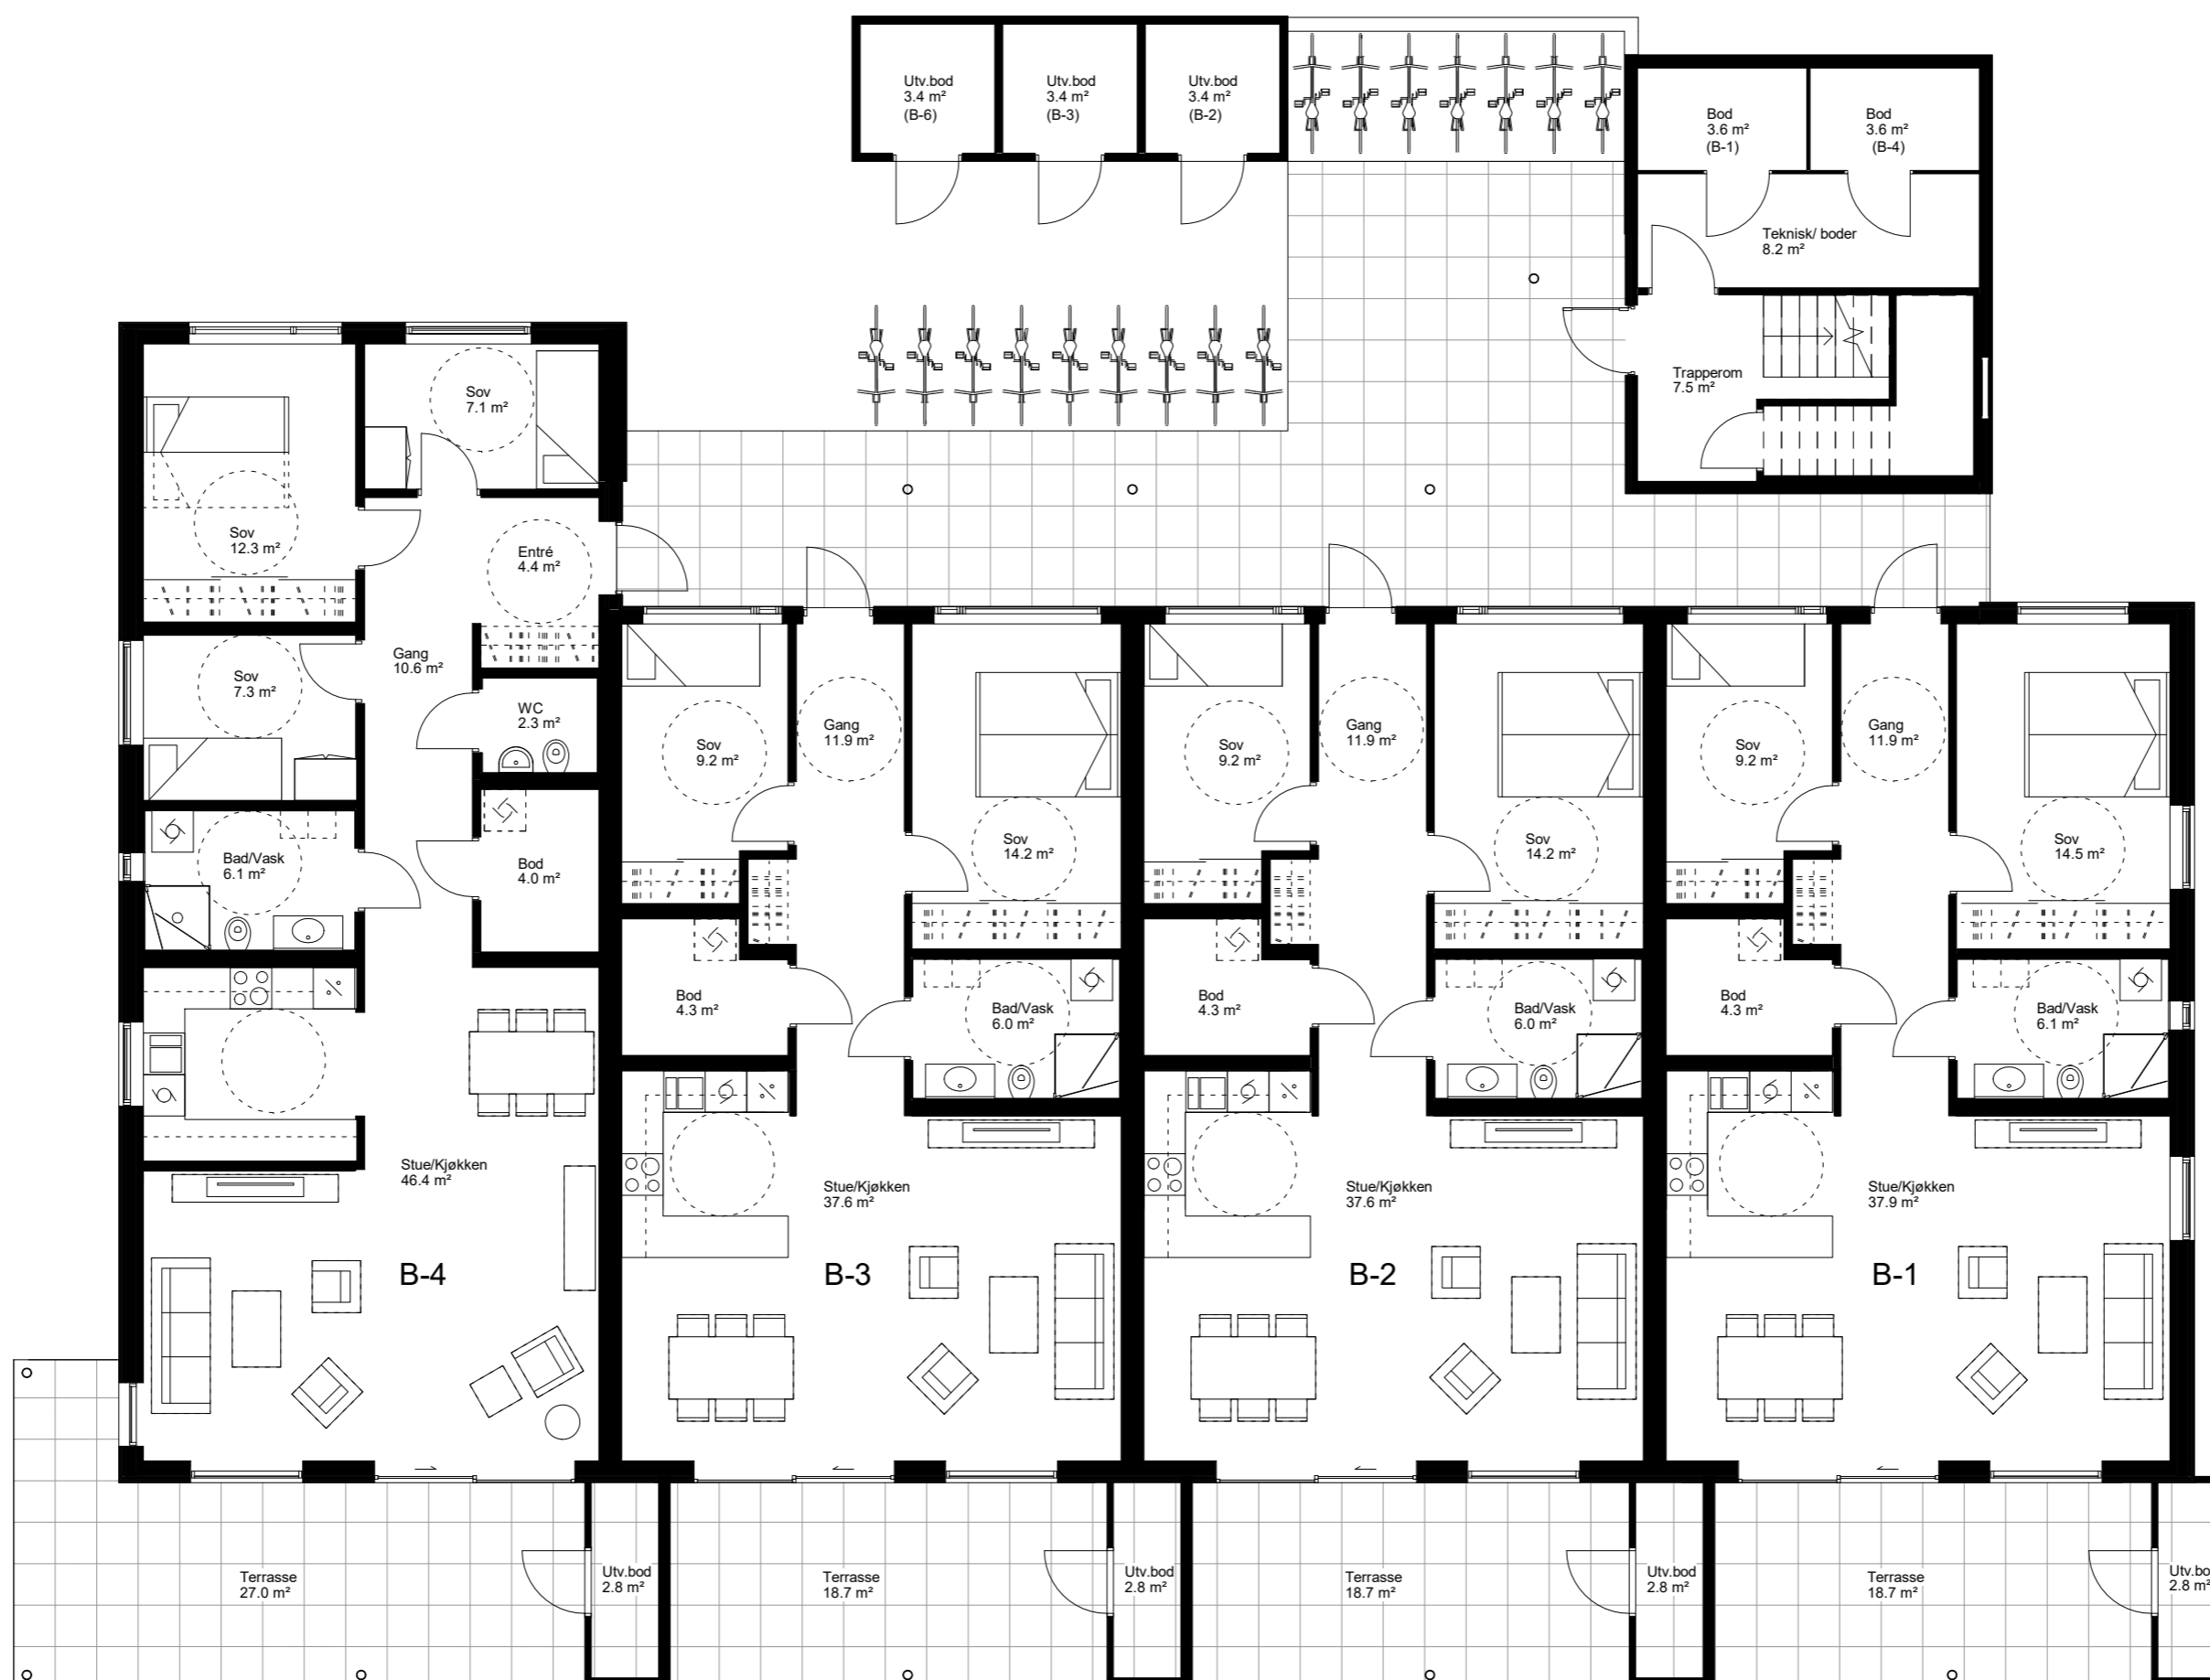 Utv.bod
3.4 m²
(B-6)
Utv.bod
3.4 m²
(B-3)
Utv.bod
3.4 m²
(B-2)
Bod
3.6 m²
(B-1)
Bod
3.6 m²
(B-4)
Teknisk/ boder
8.2 m²
Trapperom
7.5 m²
Sov
7.1 m²
Sov
12.3 m²
Entré
4.4 m²
Gang
10.6 m²
Sov
7.3 m²
WC
2.3 m²
Bad/Vask
6.1 m²
Bod
4.0 m²
Stue/Kjøkken
46.4 m²
B-4
Sov
9.2 m²
Gang
11.9 m²
Sov
14.2 m²
Bod
4.3 m²
Bad/Vask
6.0 m²
Stue/Kjøkken
37.6 m²
B-3
Sov
9.2 m²
Gang
11.9 m²
Sov
14.2 m²
Bod
4.3 m²
Bad/Vask
6.0 m²
Stue/Kjøkken
37.6 m²
B-2
Sov
9.2 m²
Gang
11.9 m²
Sov
14.5 m²
Bod
4.3 m²
Bad/Vask
6.1 m²
Stue/Kjøkken
37.9 m²
B-1
Terrasse
27.0 m²
Utv.bod
2.8 m²
Terrasse
18.7 m²
Utv.bod
2.8 m²
Terrasse
18.7 m²
Utv.bod
2.8 m²
Terrasse
18.7 m²
Utv.bo
2.8 m²